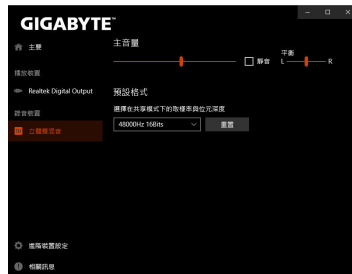 GIGABYTE™
主要
播放裝置
Realtek Digital Output
錄音裝置
立體聲混音
進階裝置設定
相關訊息
主音量
靜音
平衡
L
R
預設格式
選擇在共享模式下的取樣率與位元深度
48000Hz 16Bits
重置